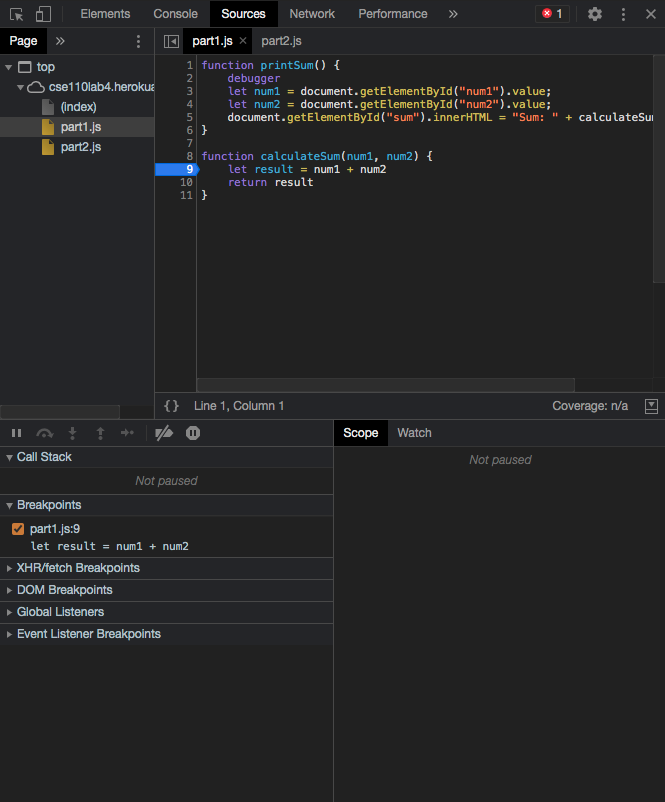 Elements Console Sources Network Performance » 1
Page »
part1.js × part2.js
top
cse110lab4.heroku
(index)
part1.js
part2.js
1 function printSum() {
2 debugger
3 let num1 = document.getElementById("num1").value;
4 let num2 = document.getElementById("num2").value;
5 document.getElementById("sum").innerHTML = "Sum: " + calculateSum
6 }
7
8 function calculateSum(num1, num2) {
9 let result = num1 + num2
10 return result
11 }
{} Line 1, Column 1 Coverage: n/a
Scope Watch
Not paused
Call Stack
Not paused
Breakpoints
part1.js:9
let result = num1 + num2
XHR/fetch Breakpoints
DOM Breakpoints
Global Listeners
Event Listener Breakpoints